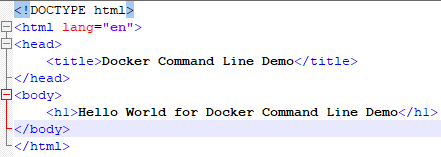 <!DOCTYPE html>
<html lang="en">
<head>
    <title>Docker Command Line Demo</title>
</head>
<body>
    <h1>Hello World for Docker Command Line Demo</h1>
</body>
</html>